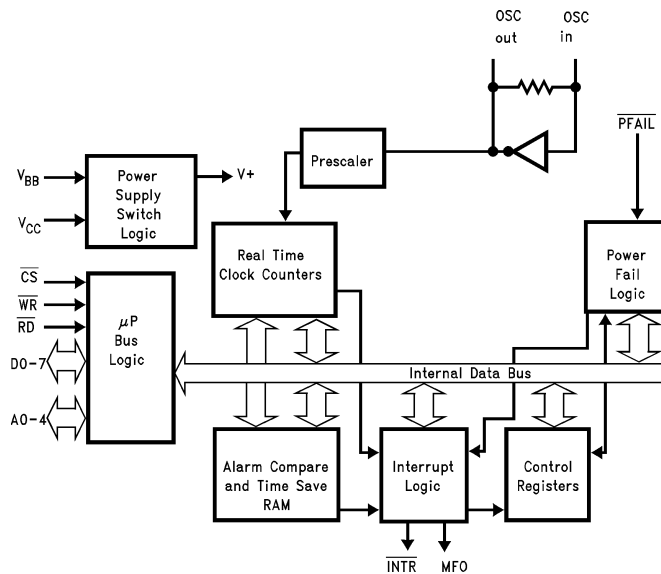 OSC OSC
out in
PFAIL
Prescaler
Power
Supply
Switch
Logic
VBB
VCC
V+
Real Time
Clock Counters
Power
Fail
Logic
CS
WR
RD
D0-7
A0-4
μP
Bus
Logic
Internal Data Bus
Alarm Compare
and Time Save
RAM
Interrupt
Logic
Control
Registers
INTR
MFO